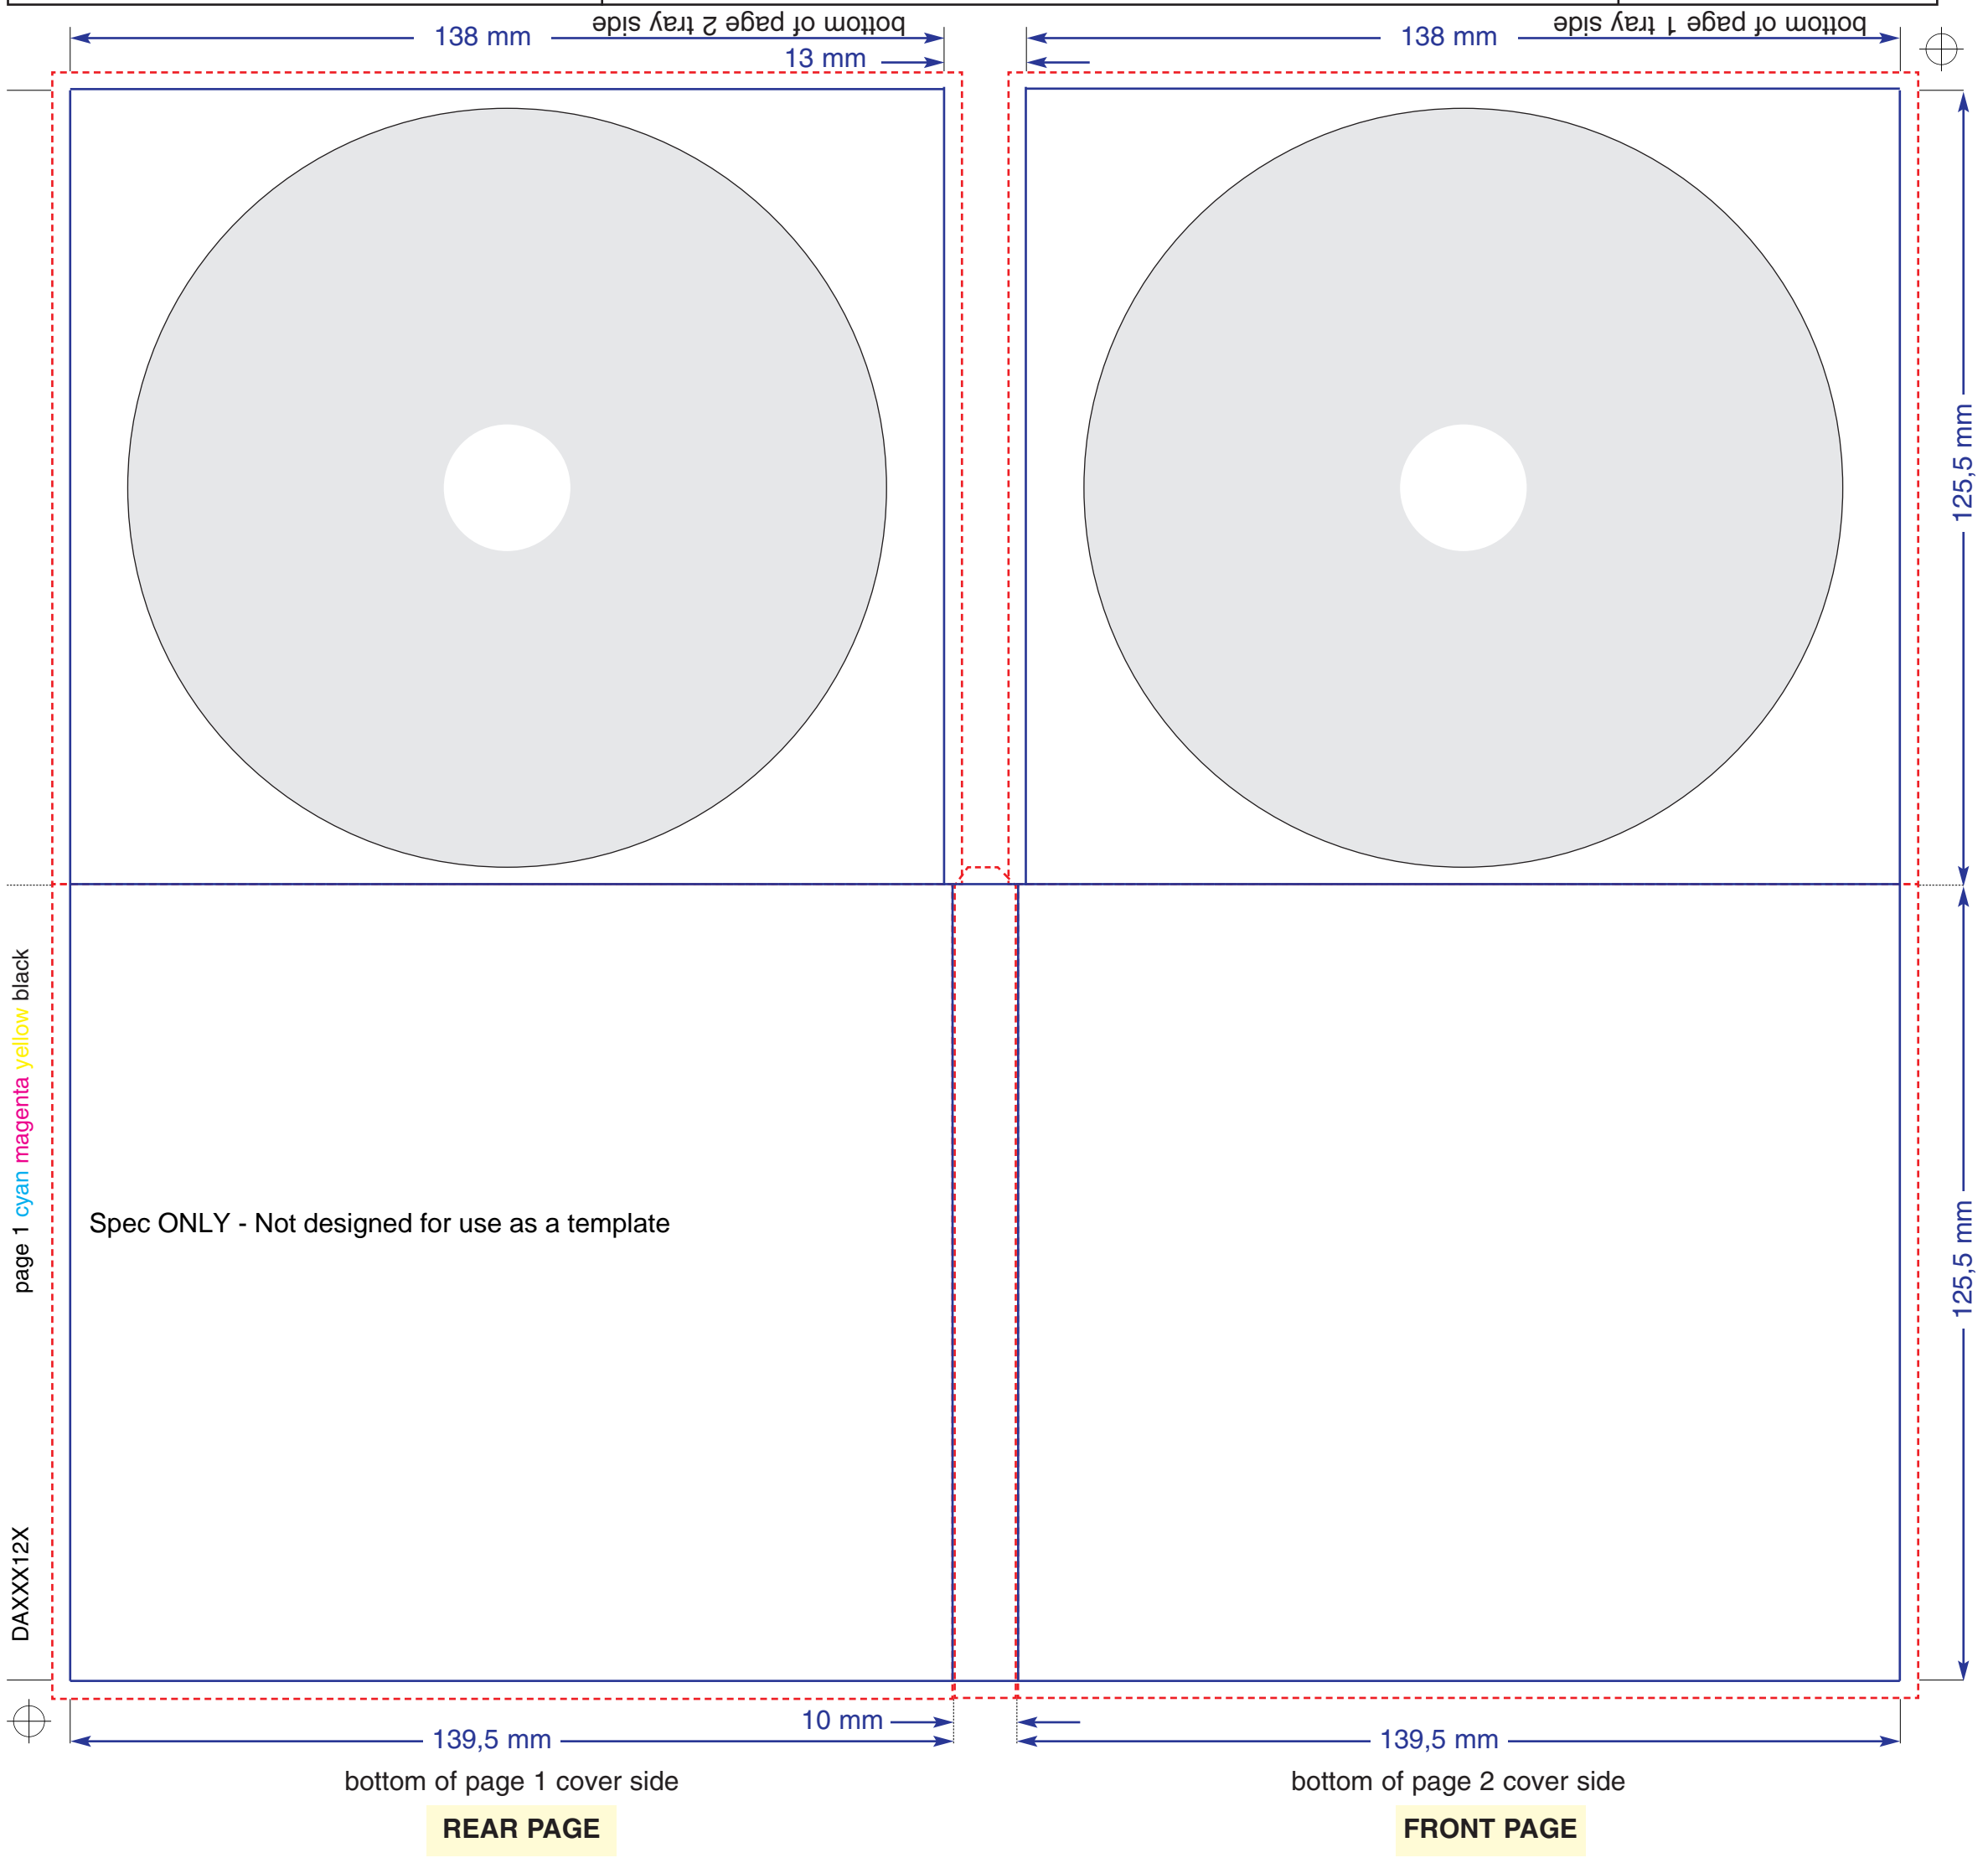 bottom of page 2 tray side
bottom of page 1 tray side
138 mm
138 mm
13 mm
125,5 mm
page 1 cyan magenta yellow black
Spec ONLY - Not designed for use as a template
125,5 mm
DAXXX12X
10 mm
139,5 mm
139,5 mm
bottom of page 1 cover side
bottom of page 2 cover side
REAR PAGE
FRONT PAGE